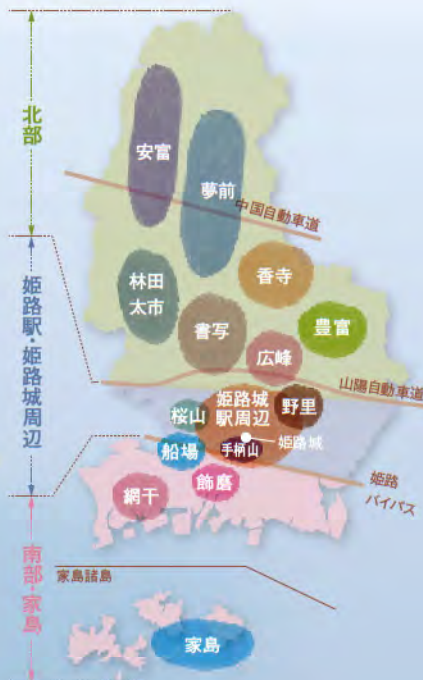 北部
安富
夢前
中国自動車道
香寺
林田
太市
書写
豊富
広峰
姫路駅・姫路城周辺
山陽自動車道
姫路城
駅周辺
野里
桜山
姫路城
船場
手柄山
姫路
バイパス
飾磨
網干
南部・家島
家島諸島
家島